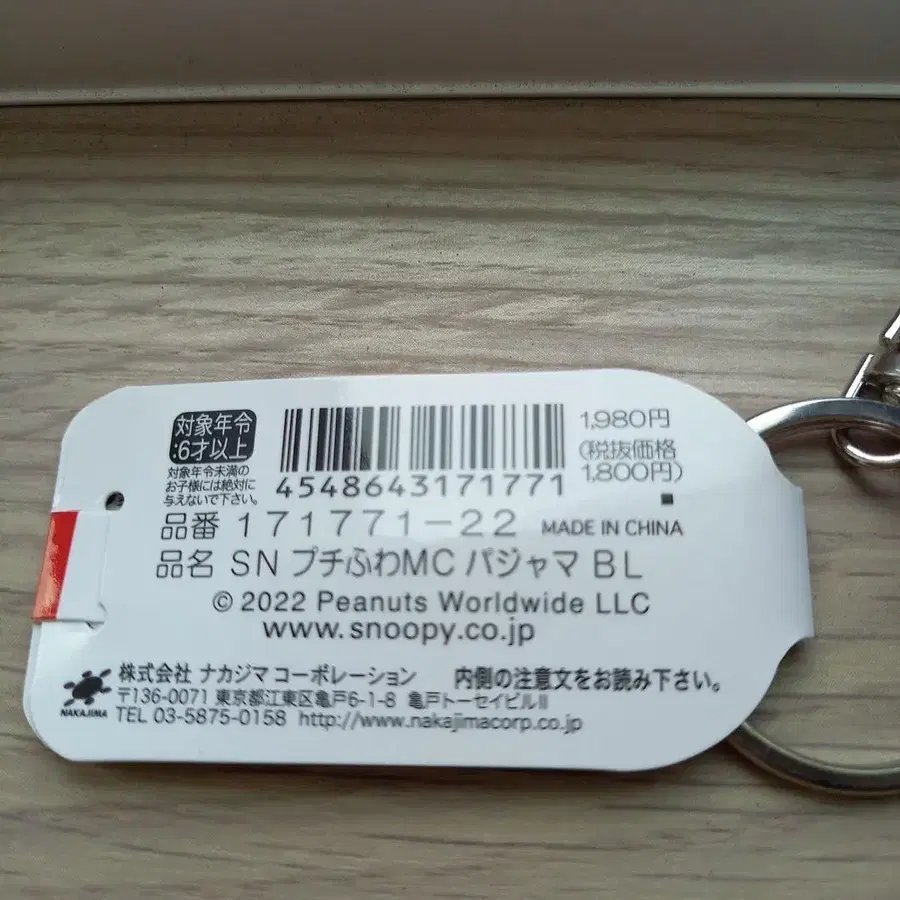 対象年令
:6才以上
対象年令未満の
お子様には絶対に
与えないで下さい。
4548643171771
1,980円
(税抜価格
1,800円)
品番 171771-22 MADE IN CHINA
品名 SN プチふわMC パジャマ BL
© 2022 Peanuts Worldwide LLC
www.snoopy.co.jp
NAKAJIMA
株式会社 ナカジマコーポレーション 内側の注意文をお読み下さい。
〒136-0071 東京都江東区亀戸6-1-8 亀戸トーセイビルⅡ
TEL 03-5875-0158 http://www.nakajimacorp.co.jp